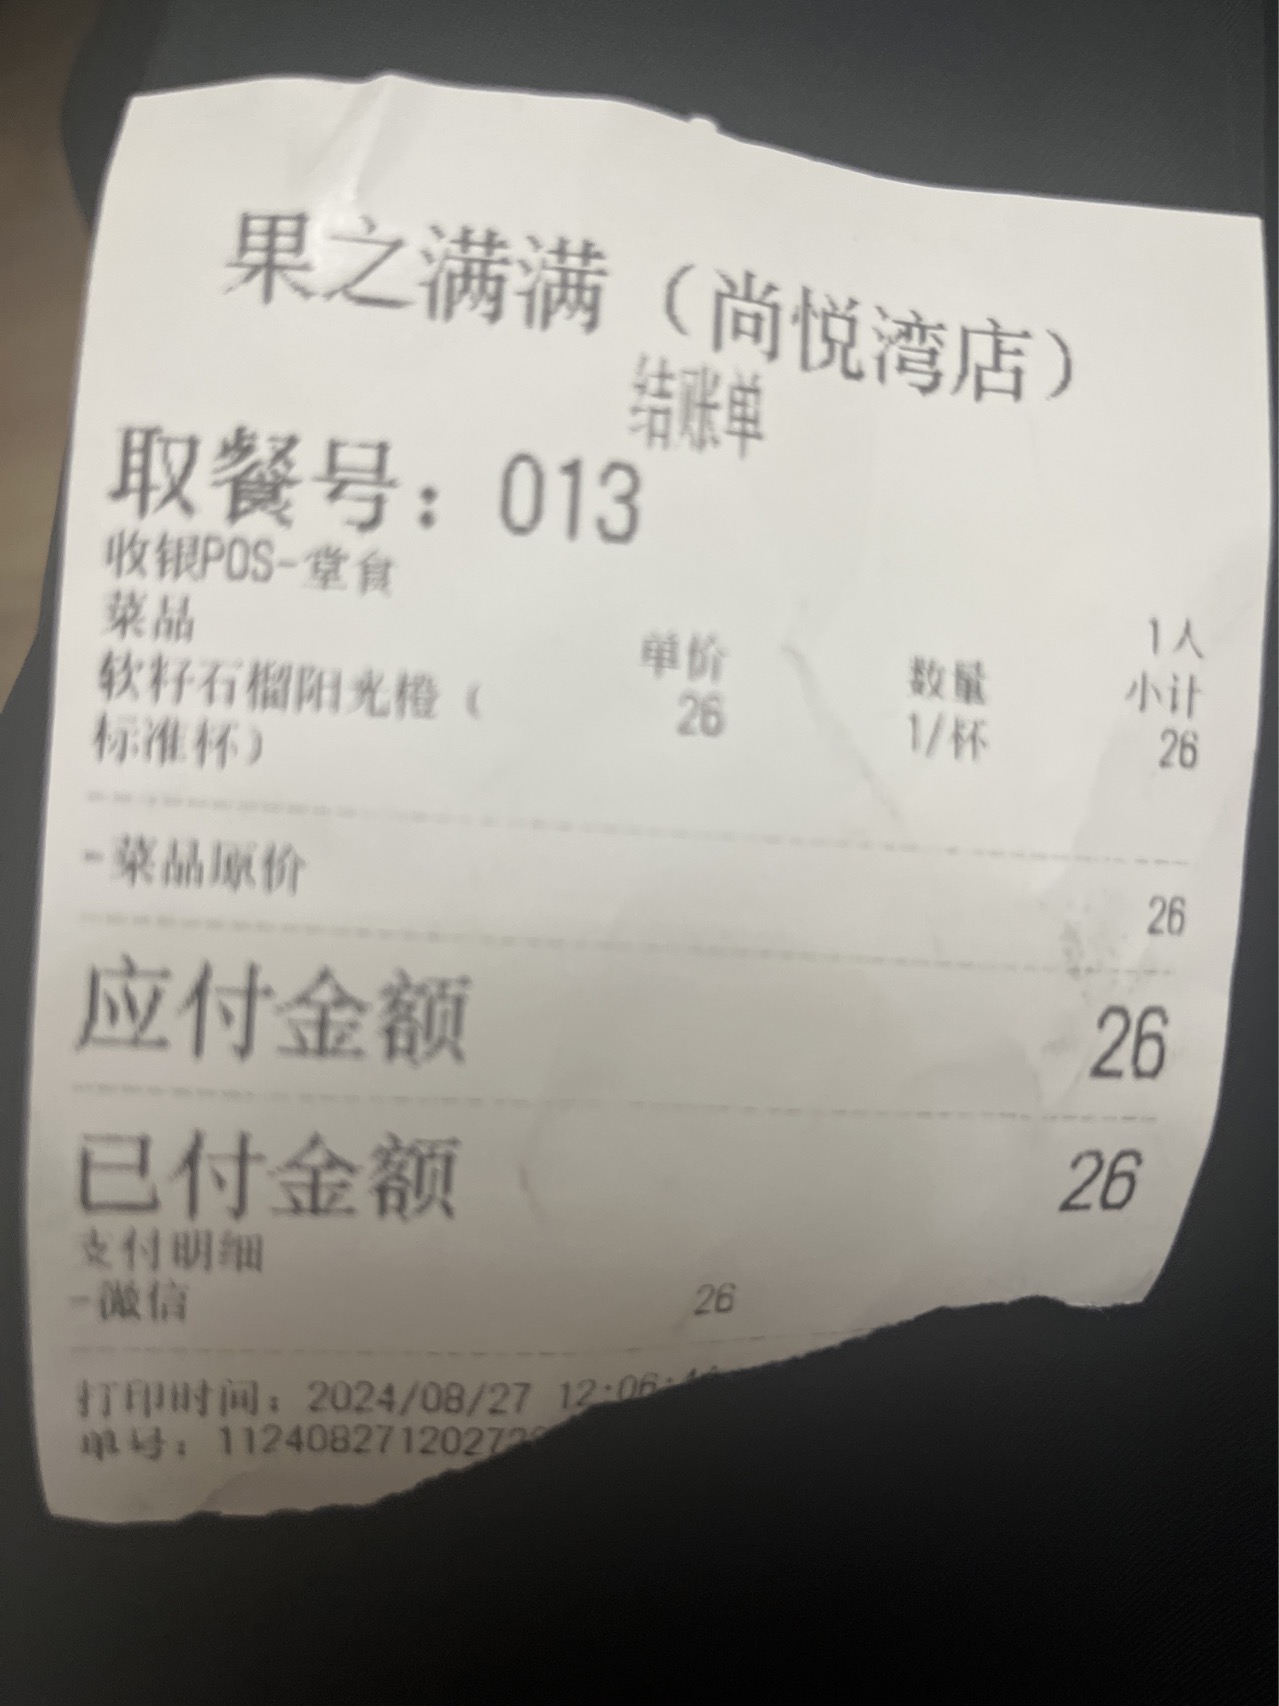 果之满满（尚悦湾店）
结账单
取餐号：013
收银POS-堂食 1人
菜品 单价 数量 小计
软籽石榴阳光橙（ 26 1/杯 26
标准杯）
-菜品原价 26
应付金额 26
已付金额 26
支付明细
-微信 26
打印时间：2024/08/27 12:06:
单号：1124082712027